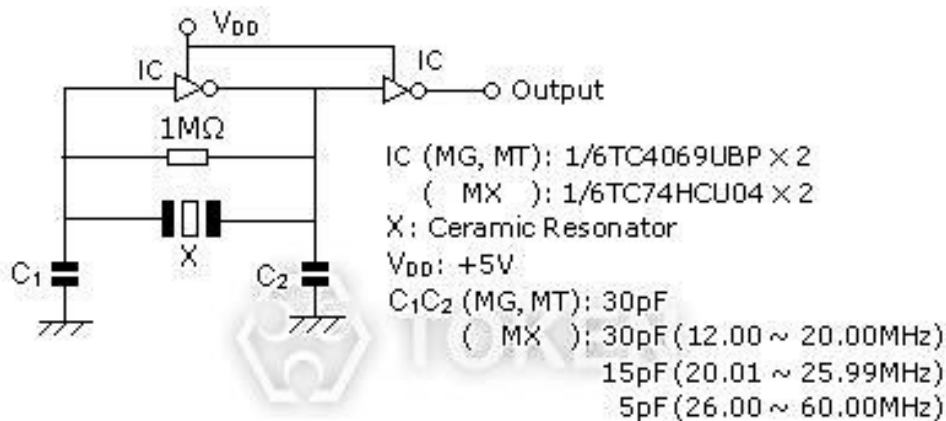 VDD
IC
IC
Output
1MΩ
X
C1
C2
IC (MG, MT): 1/6TC4069UBP × 2
( MX ): 1/6TC74HCU04 × 2
X: Ceramic Resonator
VDD: +5V
C1C2 (MG, MT): 30pF
( MX ): 30pF(12.00 ~ 20.00MHz)
15pF(20.01 ~ 25.99MHz)
5pF(26.00 ~ 60.00MHz)
TOKEN